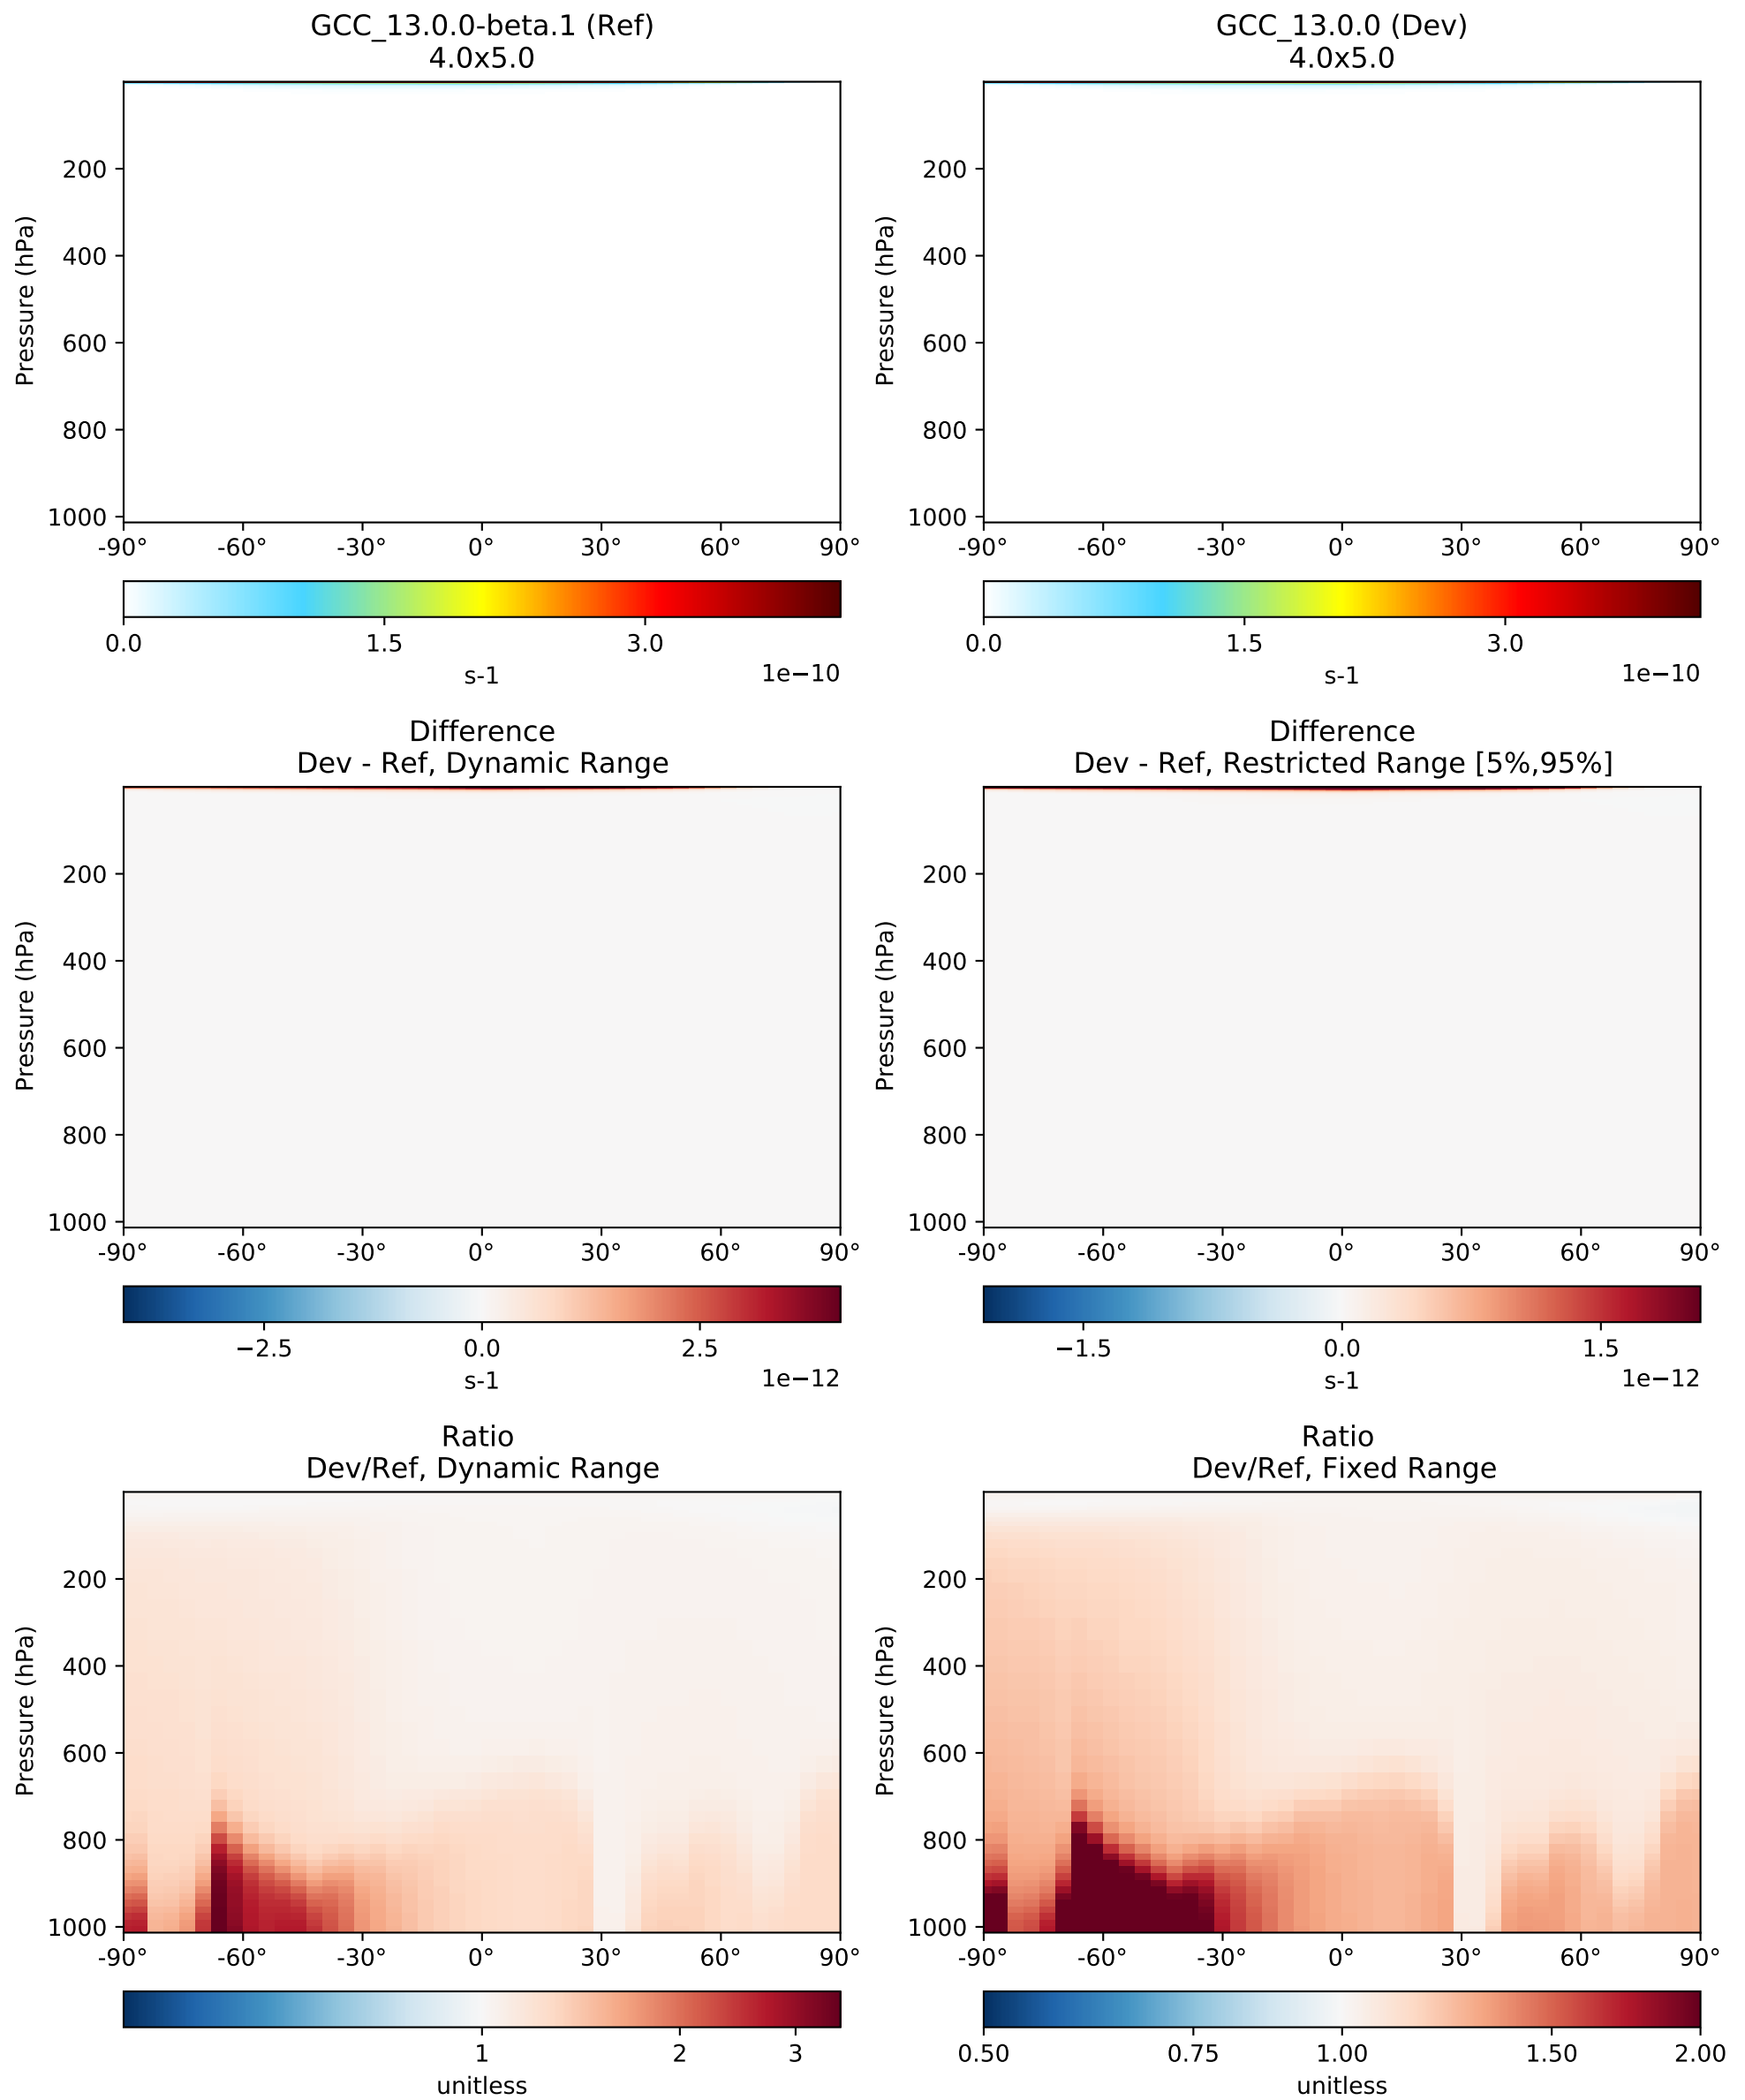 GCC_13.0.0-beta.1 (Ref)
4.0x5.0
Pressure (hPa)
200
400
600
800
1000
-90° -60° -30° 0° 30° 60° 90°
0.0 1.5 3.0
1e−10
s-1
GCC_13.0.0 (Dev)
4.0x5.0
Pressure (hPa)
200
400
600
800
1000
-90° -60° -30° 0° 30° 60° 90°
0.0 1.5 3.0
1e−10
s-1
Difference
Dev - Ref, Dynamic Range
Pressure (hPa)
200
400
600
800
1000
-90° -60° -30° 0° 30° 60° 90°
−2.5 0.0 2.5
1e−12
s-1
Difference
Dev - Ref, Restricted Range [5%,95%]
Pressure (hPa)
200
400
600
800
1000
-90° -60° -30° 0° 30° 60° 90°
−1.5 0.0 1.5
1e−12
s-1
Ratio
Dev/Ref, Dynamic Range
Pressure (hPa)
200
400
600
800
1000
-90° -60° -30° 0° 30° 60° 90°
1 2 3
unitless
Ratio
Dev/Ref, Fixed Range
Pressure (hPa)
200
400
600
800
1000
-90° -60° -30° 0° 30° 60° 90°
0.50 0.75 1.00 1.50 2.00
unitless